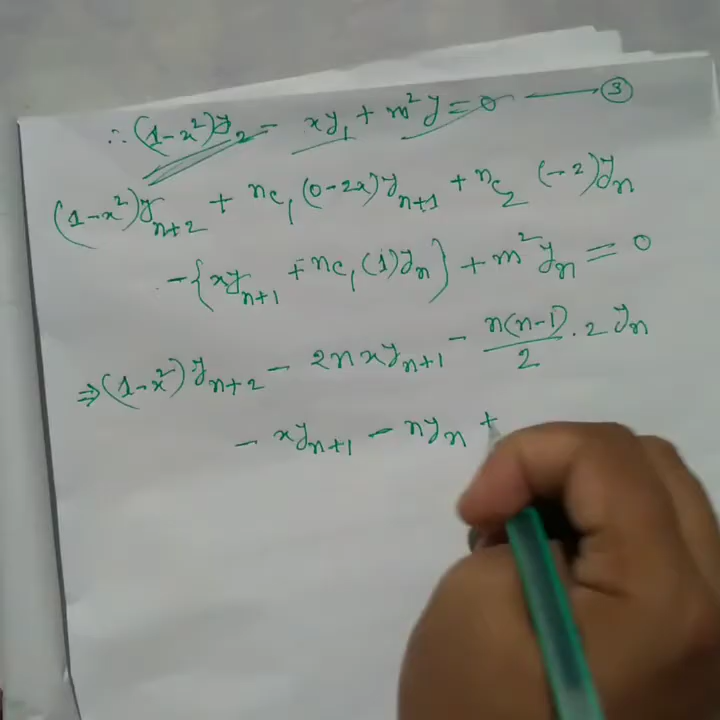 ∴ (1-x²)y₂ - xy₁ + m²y = 0 ——— ③
(1-x²)yₙ₊₂ + nc₁(0-2x)yₙ₊₁ + nc₂(-2)yₙ
-{xyₙ₊₁ + nc₁(1)yₙ} + m²yₙ = 0
⇒ (1-x²)yₙ₊₂ - 2nxyₙ₊₁ - n(n-1)/2 . 2yₙ
- xyₙ₊₁ - nyₙ +